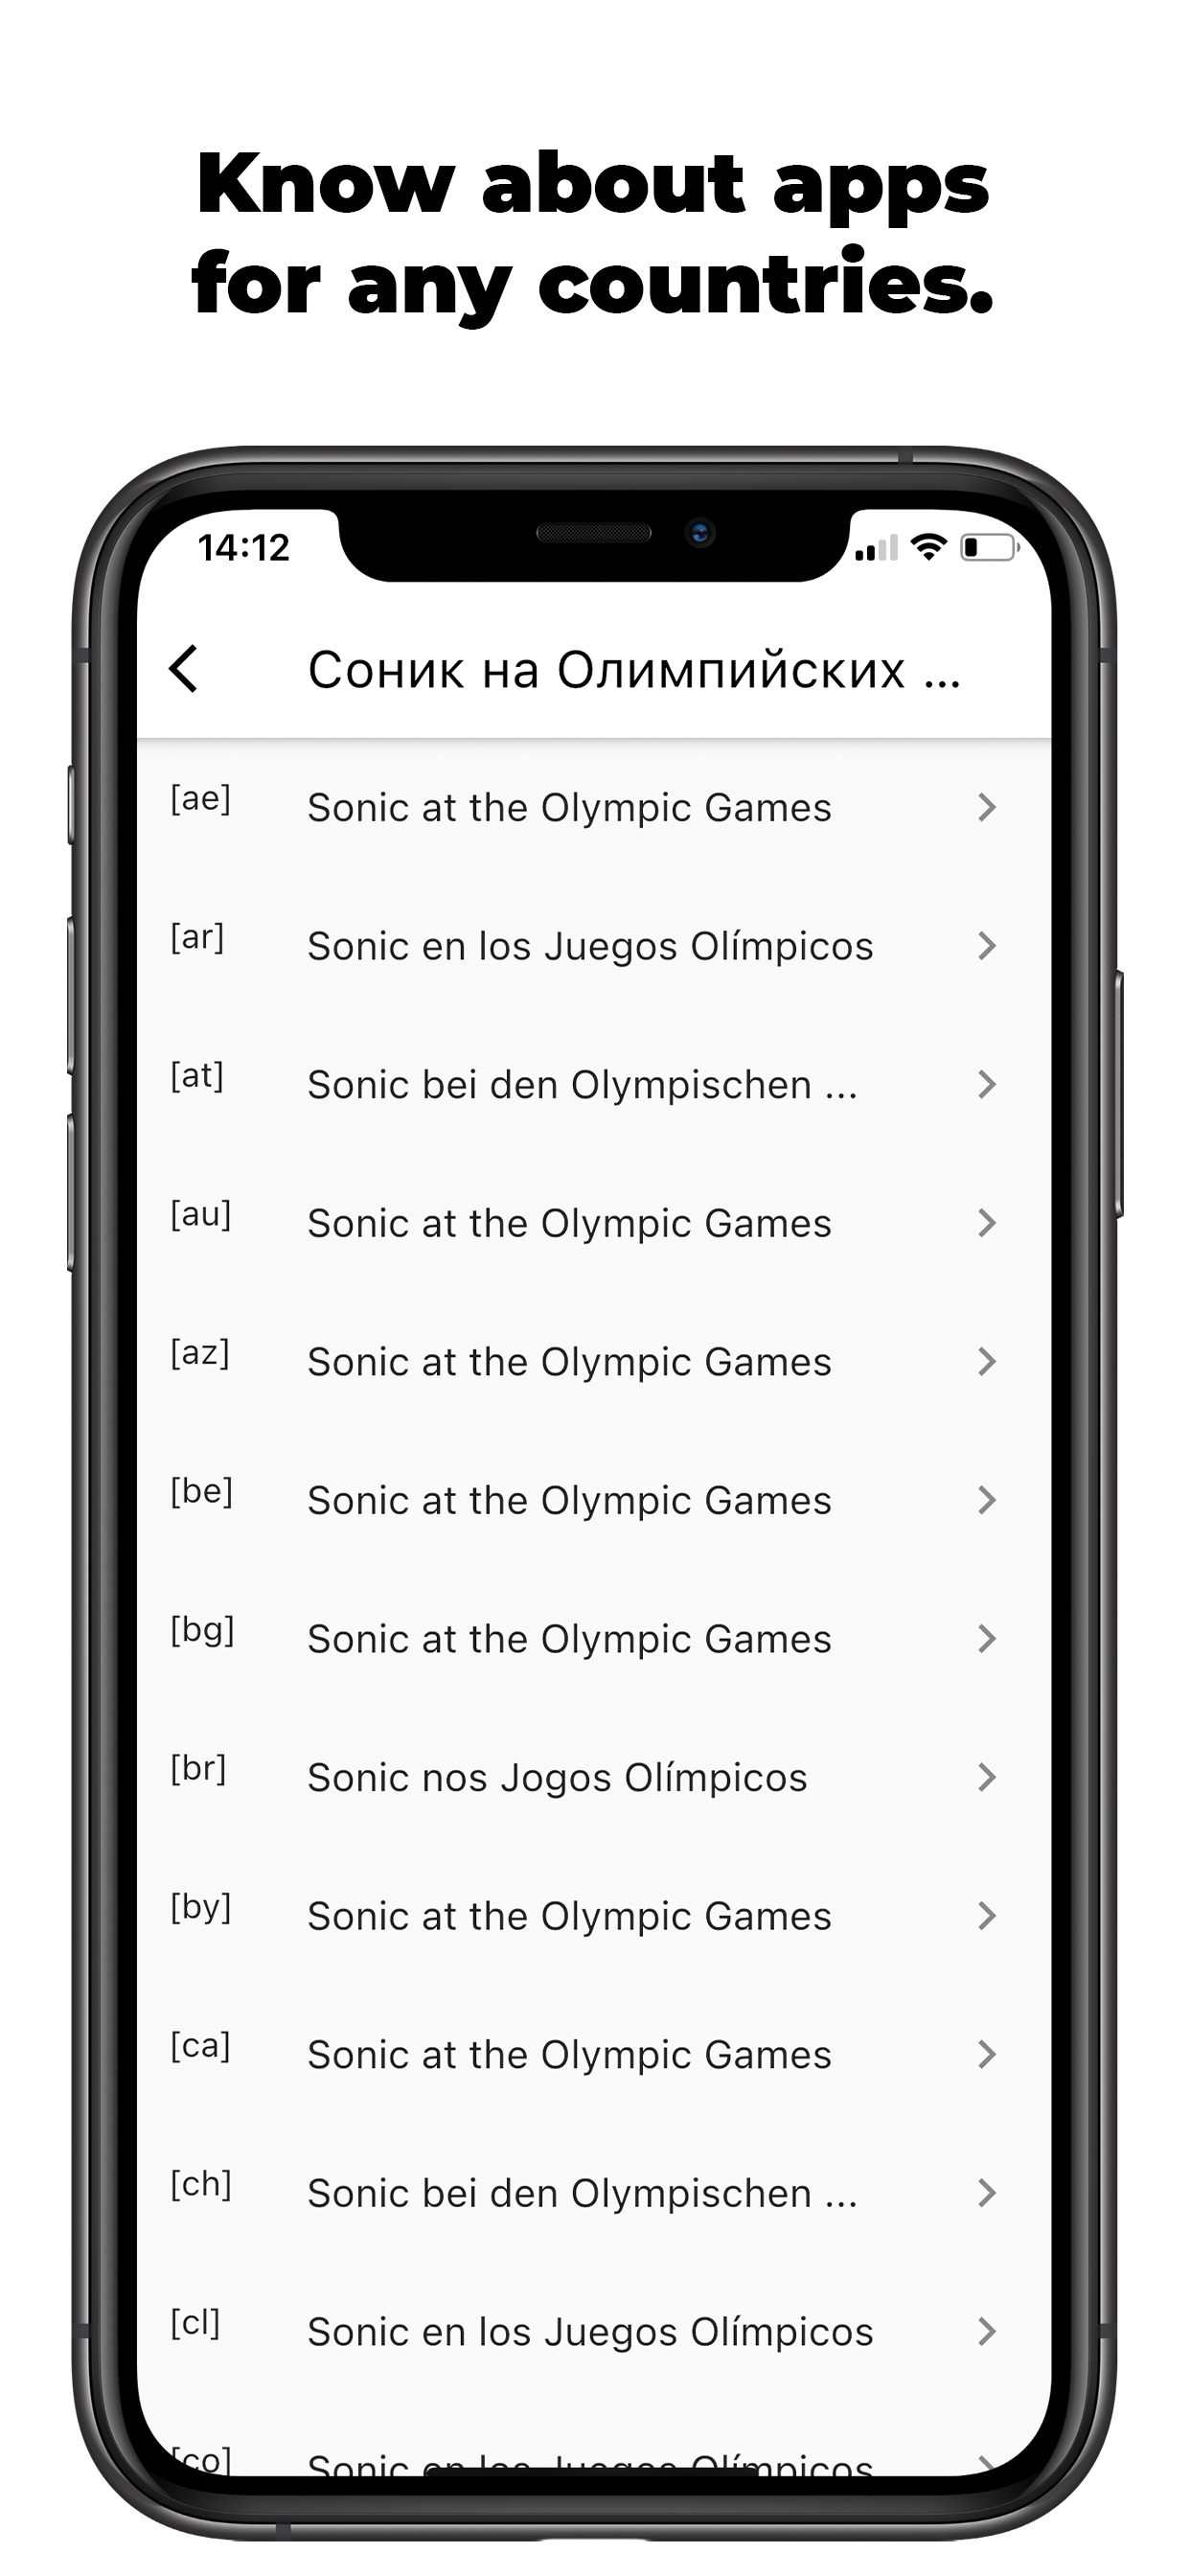 Know about apps
for any countries.
14:12
Соник на Олимпийских ...
[ae] Sonic at the Olympic Games
[ar] Sonic en los Juegos Olímpicos
[at] Sonic bei den Olympischen ...
[au] Sonic at the Olympic Games
[az] Sonic at the Olympic Games
[be] Sonic at the Olympic Games
[bg] Sonic at the Olympic Games
[br] Sonic nos Jogos Olímpicos
[by] Sonic at the Olympic Games
[ca] Sonic at the Olympic Games
[ch] Sonic bei den Olympischen ...
[cl] Sonic en los Juegos Olímpicos
[co] Sonic en los Juegos Olímpicos